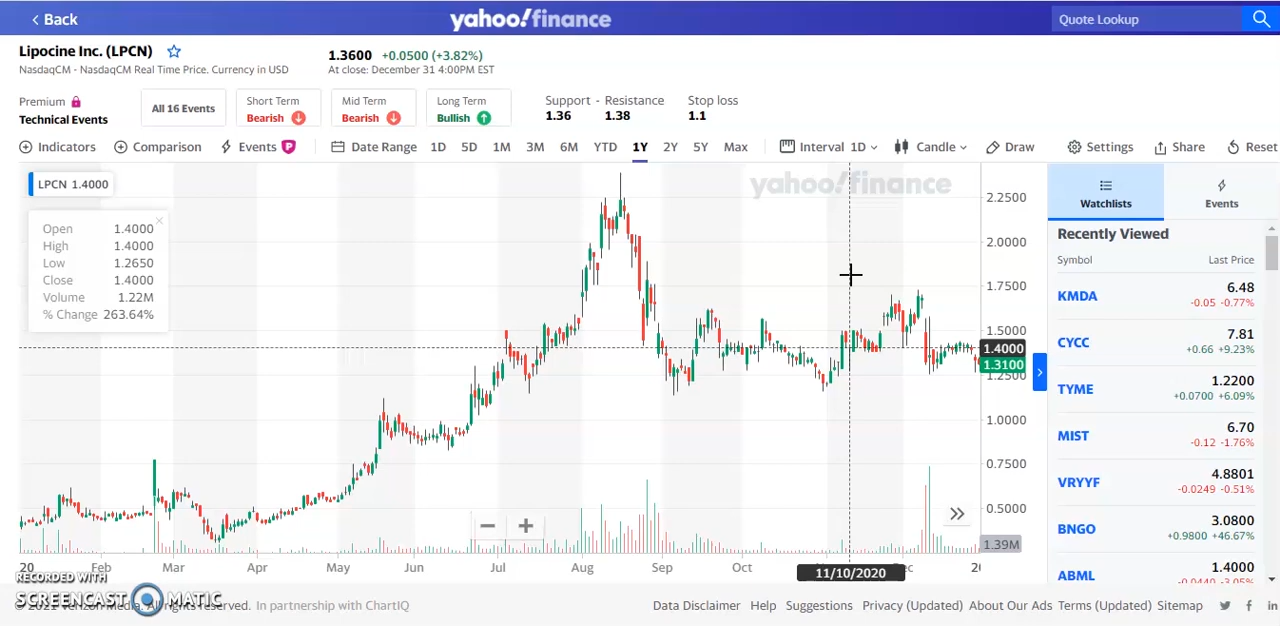 Back
yahoo!finance
Quote Lookup
Lipocine Inc. (LPCN)
NasdaqCM - NasdaqCM Real Time Price. Currency in USD
1.3600 +0.0500 (+3.82%)
At close: December 31 4:00PM EST
Premium
Technical Events
All 16 Events
Short Term
Bearish
Mid Term
Bearish
Long Term
Bullish
Support - Resistance
1.36 1.38
Stop loss
1.1
Indicators Comparison Events P Date Range 1D 5D 1M 3M 6M YTD 1Y 2Y 5Y Max Interval 1D Candle Draw Settings Share Reset
LPCN 1.4000
Open 1.4000
High 1.4000
Low 1.2650
Close 1.4000
Volume 1.22M
% Change 263.64%
yahoo!finance
2.2500
2.0000
1.7500
1.5000
1.4000
1.3100
1.2500
1.0000
0.7500
0.5000
1.39M
20 Feb Mar Apr May Jun Jul Aug Sep Oct
11/10/2020
Watchlists
Events
Recently Viewed
Symbol Last Price
KMDA 6.48
-0.05 -0.77%
CYCC 7.81
+0.66 +9.23%
TYME 1.2200
+0.0700 +6.09%
MIST 6.70
-0.12 -1.76%
VRYYF 4.8801
-0.0249 -0.51%
BNGO 3.0800
+0.9800 +46.67%
ABML 1.4000
-0.0440 -3.05%
RECORDED WITH
SCREENCAST MATIC
reserved. In partnership with ChartIQ
Data Disclaimer Help Suggestions Privacy (Updated) About Our Ads Terms (Updated) Sitemap